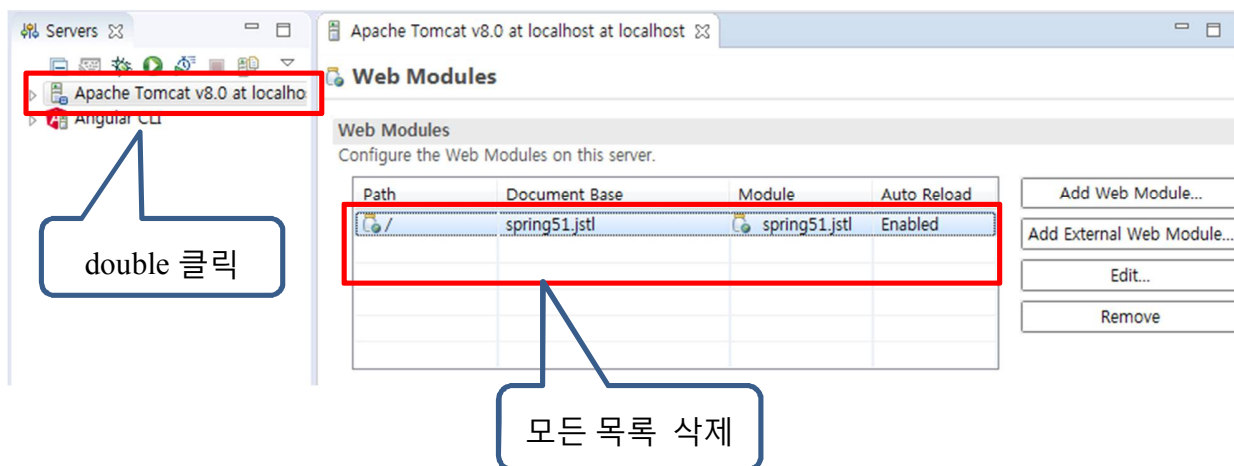 Servers
Apache Tomcat v8.0 at localho
Angular CLI
double 클릭
Apache Tomcat v8.0 at localhost at localhost
Web Modules
Web Modules
Configure the Web Modules on this server.
Path Document Base Module Auto Reload
/ spring51.jstl spring51.jstl Enabled
Add Web Module...
Add External Web Module...
Edit...
Remove
모든 목록 삭제